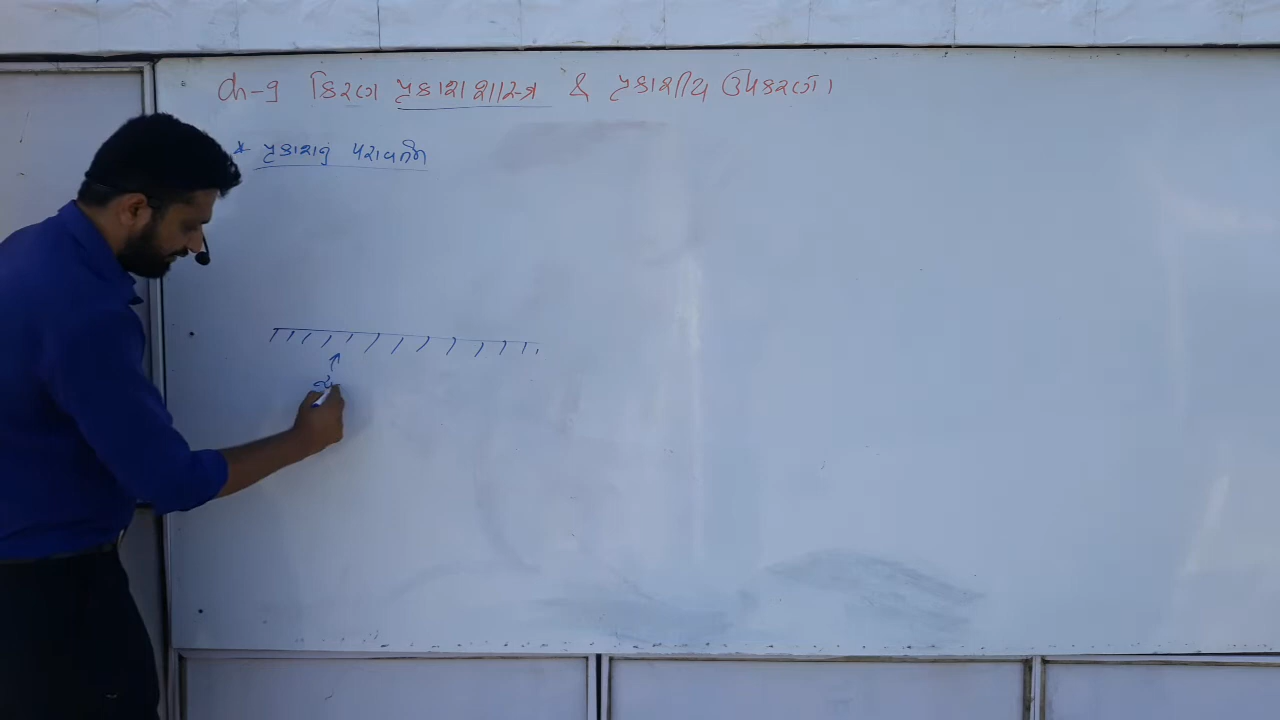 Ch-9 કિરણ પ્રકાશશાસ્ત્ર & પ્રકાશીય ઉપકરણો
* પ્રકાશનું પરાવર્તન